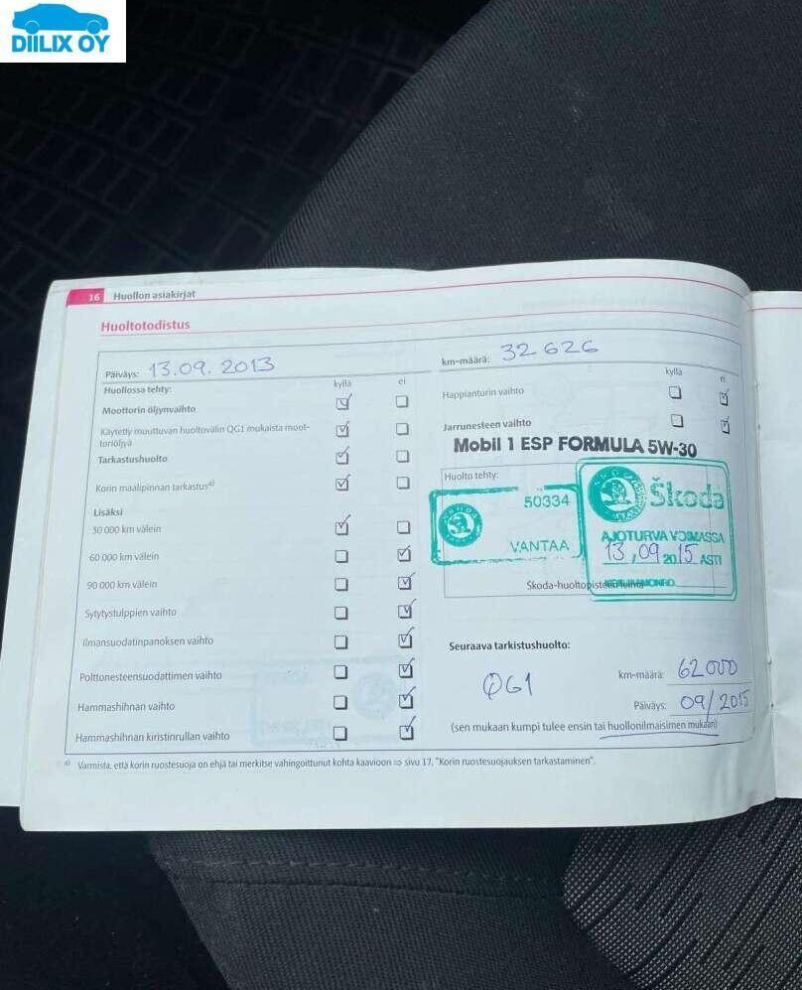 DIILIX OY
16 Huollon asiakirjat
Huoltotodistus
Päiväys: 13.09.2013
Huollossa tehty: kyllä ei
Moottorin öljynvaihto
Käytetty muuttuvan huoltovälin QG1 mukaista moot-
toriöljyä
Tarkastushuolto
Korin maalipinnan tarkastus a)
Lisäksi
30 000 km välein
60 000 km välein
90 000 km välein
Sytytystulppien vaihto
Ilmansuodatinpanoksen vaihto
Polttonesteensuodattimen vaihto
Hammashihnan vaihto
Hammashihnan kiristinrullan vaihto
km-määrä: 32 626
kyllä ei
Happianturin vaihto
Jarrunesteen vaihto
Mobil 1 ESP FORMULA 5W-30
Huolto tehty:
50334
VANTAA
Škoda
AJOTURVA VOIMASSA
13,09 2015 ASTI
Škoda-huoltopisteen
Seuraava tarkistushuolto:
QG1
km-määrä: 62000
Päiväys: 09/2015
(sen mukaan kumpi tulee ensin tai huollonilmaisimen mukaan)
a) Varmista, että korin ruostesuoja on ehjä tai merkitse vahingoittunut kohta kaavioon ⇒ sivu 17, "Korin ruostesuojauksen tarkastaminen".